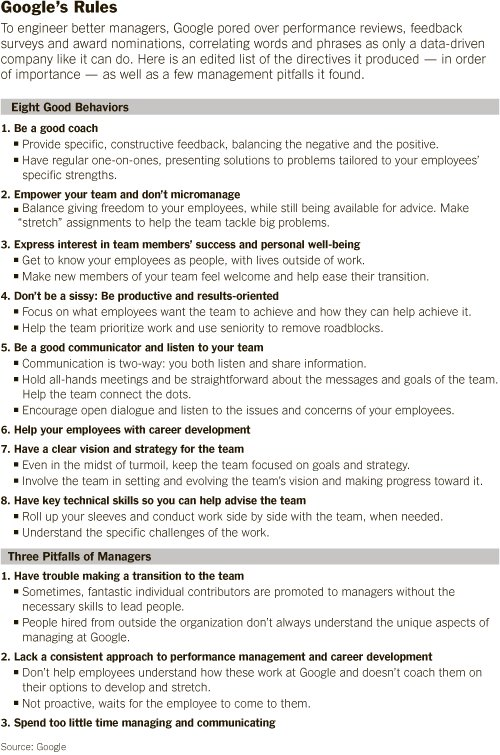 Google's Rules
To engineer better managers, Google pored over performance reviews, feedback
surveys and award nominations, correlating words and phrases as only a data-driven
company like it can do. Here is an edited list of the directives it produced — in order
of importance — as well as a few management pitfalls it found.
Eight Good Behaviors
1. Be a good coach
▪ Provide specific, constructive feedback, balancing the negative and the positive.
▪ Have regular one-on-ones, presenting solutions to problems tailored to your employees'
specific strengths.
2. Empower your team and don't micromanage
▪ Balance giving freedom to your employees, while still being available for advice. Make
“stretch” assignments to help the team tackle big problems.
3. Express interest in team members' success and personal well-being
▪ Get to know your employees as people, with lives outside of work.
▪ Make new members of your team feel welcome and help ease their transition.
4. Don't be a sissy: Be productive and results-oriented
▪ Focus on what employees want the team to achieve and how they can help achieve it.
▪ Help the team prioritize work and use seniority to remove roadblocks.
5. Be a good communicator and listen to your team
▪ Communication is two-way: you both listen and share information.
▪ Hold all-hands meetings and be straightforward about the messages and goals of the team.
Help the team connect the dots.
▪ Encourage open dialogue and listen to the issues and concerns of your employees.
6. Help your employees with career development
7. Have a clear vision and strategy for the team
▪ Even in the midst of turmoil, keep the team focused on goals and strategy.
▪ Involve the team in setting and evolving the team's vision and making progress toward it.
8. Have key technical skills so you can help advise the team
▪ Roll up your sleeves and conduct work side by side with the team, when needed.
▪ Understand the specific challenges of the work.
Three Pitfalls of Managers
1. Have trouble making a transition to the team
▪ Sometimes, fantastic individual contributors are promoted to managers without the
necessary skills to lead people.
▪ People hired from outside the organization don't always understand the unique aspects of
managing at Google.
2. Lack a consistent approach to performance management and career development
▪ Don't help employees understand how these work at Google and doesn't coach them on
their options to develop and stretch.
▪ Not proactive, waits for the employee to come to them.
3. Spend too little time managing and communicating
Source: Google